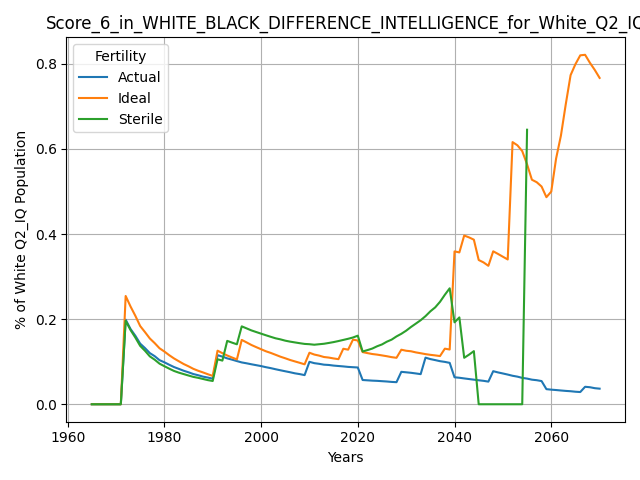 Score_6_in_WHITE_BLACK_DIFFERENCE_INTELLIGENCE_for_White_Q2_IQ
Fertility
Actual
Ideal
Sterile
% of White Q2_IQ Population
0.8
0.6
0.4
0.2
0.0
1960 1980 2000 2020 2040 2060
Years